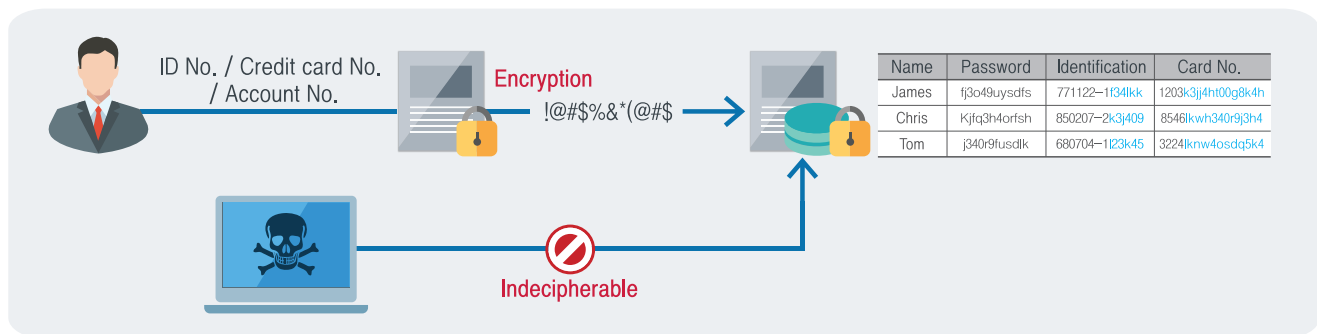 ID No. / Credit card No.
/ Account No.
Encryption
!@#$%&*(@#$
Name Password Identification Card No.
James fj3o49uysdfs 771122–1f34lkk 1203k3jj4ht00g8k4h
Chris Kjfq3h4orfsh 850207–2k3j409 8546lkwh340r9j3h4
Tom j340r9fusdlk 680704–1l23k45 3224lknw4osdq5k4
Indecipherable